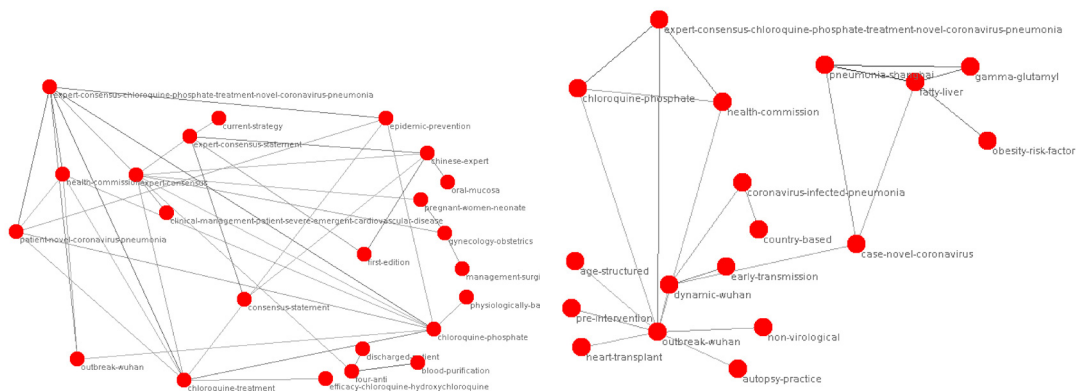 expert-consensus-chloroquine-phosphate-treatment-novel-coronavirus-pneumonia
current-strategy
epidemic-prevention
expert-consensus-statement
chinese-expert
health-commission
expert-consensus
oral-mucosa
pregnant-women-neonate
clinical-management-patient-severe-emergent-cardiovascular-disease
patient-novel-coronavirus-pneumonia
gynecology-obstetrics
first-edition
management-surgi
consensus-statement
physiologically-ba
chloroquine-phosphate
discharged-patient
outbreak-wuhan
four-anti
blood-purification
chloroquine-treatment
efficacy-chloroquine-hydroxychloroquine
expert-consensus-chloroquine-phosphate-treatment-novel-coronavirus-pneumonia
pneumonia-shanghai
gamma-glutamyl
fatty-liver
chloroquine-phosphate
health-commission
obesity-risk-factor
coronavirus-infected-pneumonia
country-based
case-novel-coronavirus
age-structured
early-transmission
dynamic-wuhan
pre-intervention
outbreak-wuhan
non-virological
heart-transplant
autopsy-practice